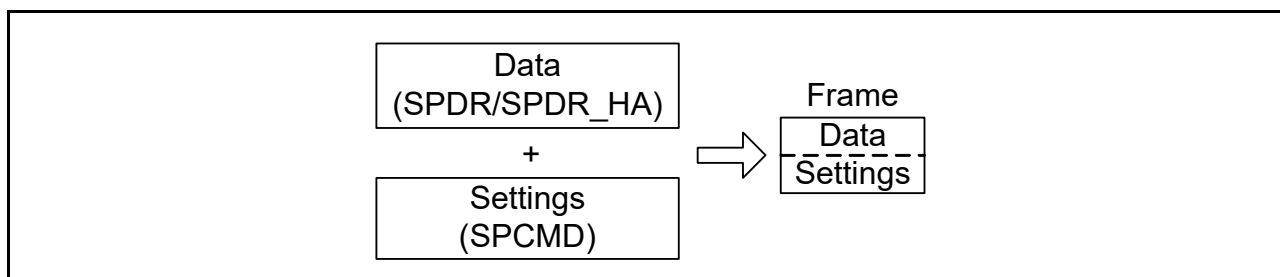 Data
(SPDR/SPDR_HA)
+
Settings
(SPCMD)
Frame
Data
Settings